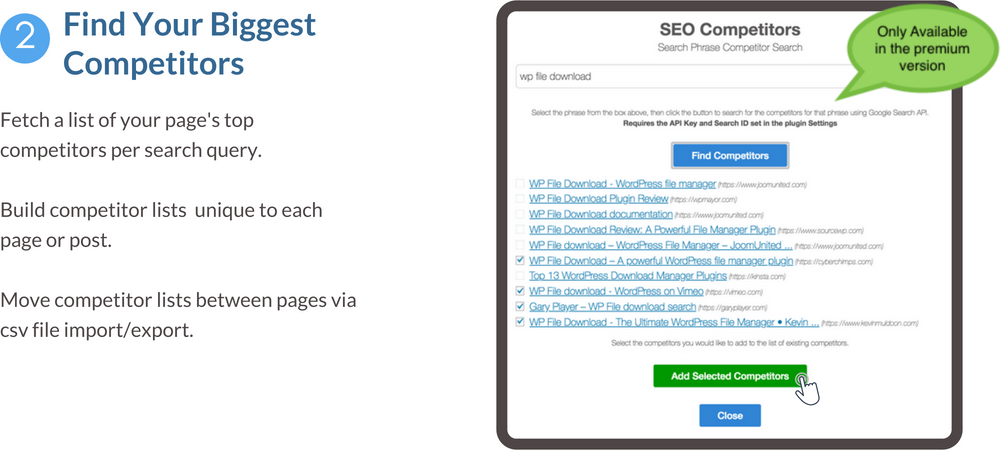 2
Find Your Biggest
Competitors
Fetch a list of your page's top
competitors per search query.
Build competitor lists unique to each
page or post.
Move competitor lists between pages via
csv file import/export.
SEO Competitors
Search Phrase Competitor Search
Only Available
in the premium
version
wp file download
Select the phrase from the box above, then click the button to search for the competitors for that phrase using Google Search API.
Requires the API Key and Search ID set in the plugin Settings
Find Competitors
WP File Download - WordPress file manager (https://www.joomunited.com)
WP File Download Plugin Review (https://wpmayor.com)
WP File Download documentation (https://www.joomunited.com)
WP File Download Review: A Powerful File Manager Plugin (https://www.sourcewp.com)
WP File download – WordPress File Manager – JoomUnited ... (https://www.joomunited.com)
WP File Download – A powerful WordPress file manager plugin (https://cyberchimps.com)
Top 13 WordPress Download Manager Plugins (https://kinsta.com)
WP File download - WordPress on Vimeo (https://vimeo.com)
Gary Player – WP File download search (https://garyplayer.com)
WP File Download - The Ultimate WordPress File Manager • Kevin ... (https://www.kevinmuldoon.com)
Select the competitors you would like to add to the list of existing competitors.
Add Selected Competitors
Close